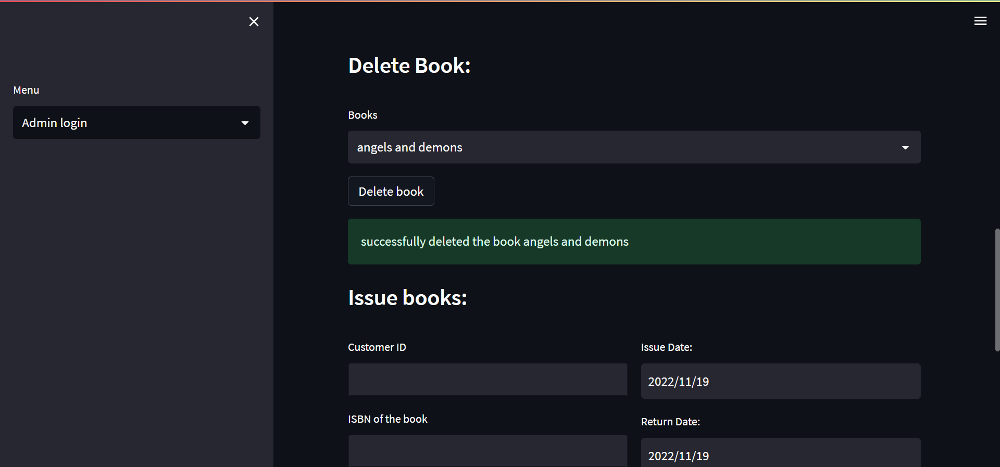 Menu
Admin login
Delete Book:
Books
angels and demons
Delete book
successfully deleted the book angels and demons
Issue books:
Customer ID
Issue Date:
2022/11/19
ISBN of the book
Return Date:
2022/11/19